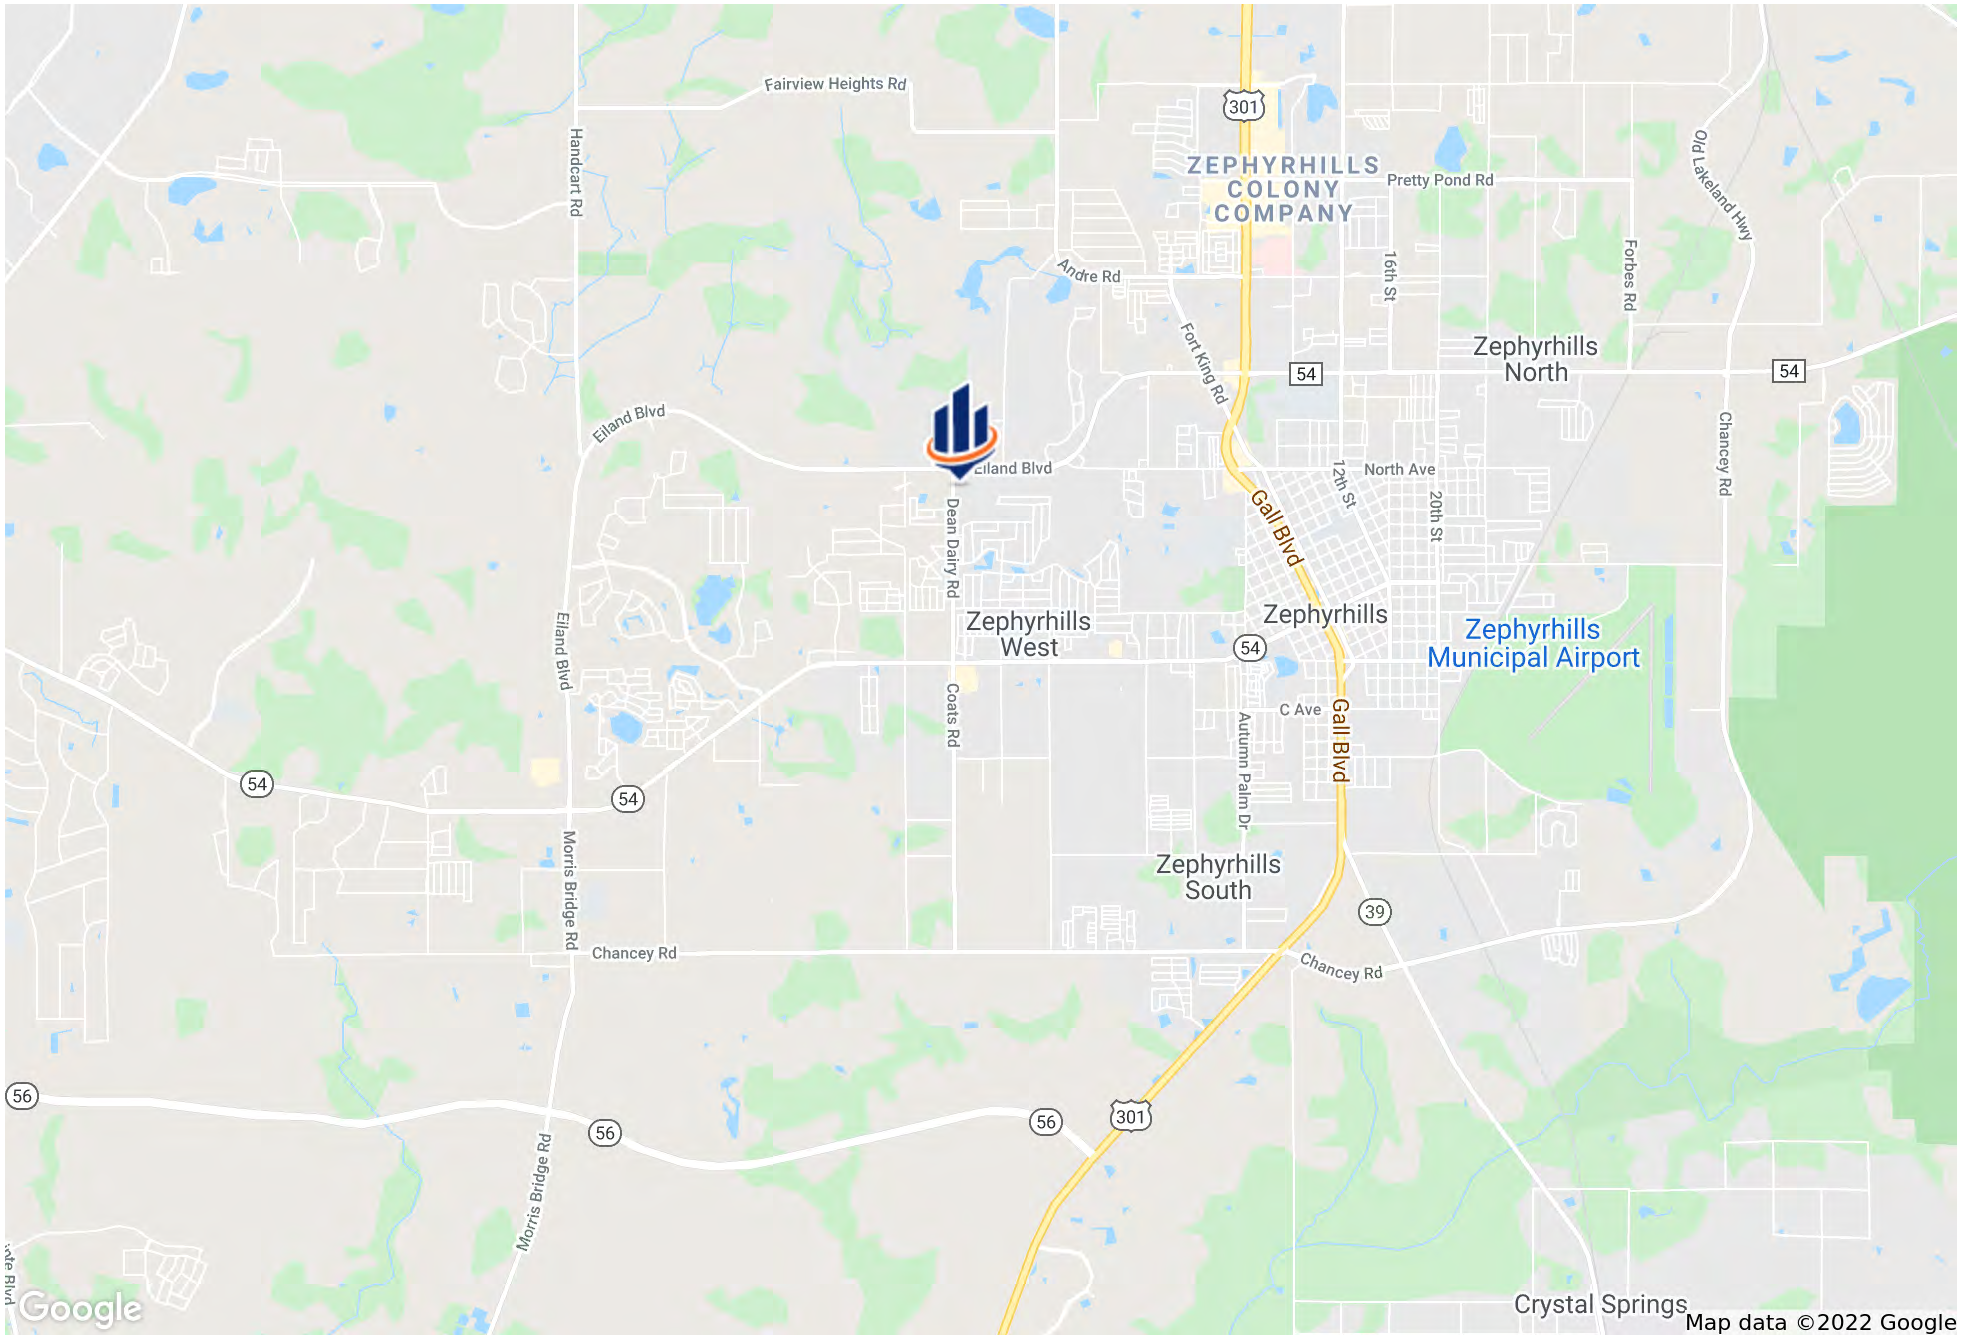 Fairview Heights Rd
301
Handcart Rd
Old Lakeland Hwy
ZEPHYRHILLS
COLONY
COMPANY
Pretty Pond Rd
Andre Rd
16th St
Forbes Rd
Fort King Rd
Zephyrhills
North
54
54
Eiland Blvd
Chancey Rd
Eiland Blvd
North Ave
12th St
20th St
Gall Blvd
Dean Dairy Rd
Zephyrhills
West
Zephyrhills
54
Zephyrhills
Municipal Airport
Eiland Blvd
Coats Rd
C Ave
Gall Blvd
Autumn Palm Dr
54
54
Morris Bridge Rd
Zephyrhills
South
39
Chancey Rd
Chancey Rd
56
56
56
301
Morris Bridge Rd
Google
Crystal Springs
Map data ©2022 Google